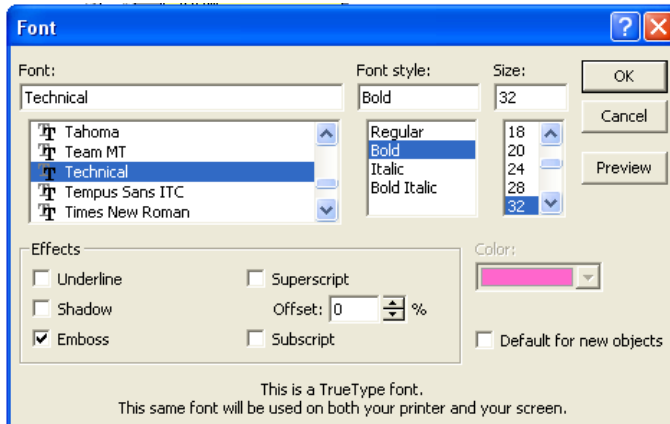 Font
Font:
Font style:
Size:
OK
Technical
Bold
32
Cancel
Tahoma
Team MT
Technical
Tempus Sans ITC
Times New Roman
Regular
Bold
Italic
Bold Italic
18
20
24
28
32
Preview
Effects
Underline
Shadow
Emboss
Superscript
Offset: 0 %
Subscript
Color:
Default for new objects
This is a TrueType font.
This same font will be used on both your printer and your screen.